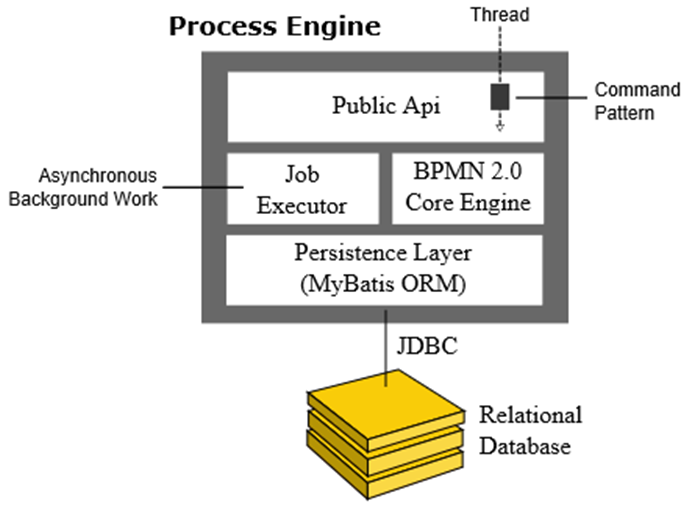 Thread
Process Engine
Public Api
Command
Pattern
Asynchronous
Background Work
Job
Executor
BPMN 2.0
Core Engine
Persistence Layer
(MyBatis ORM)
JDBC
Relational
Database